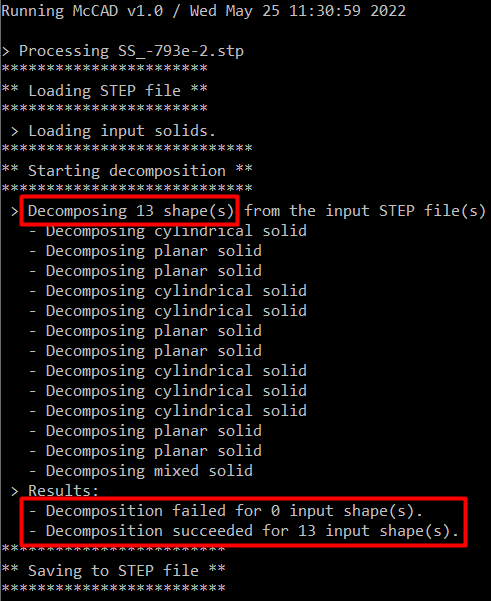 Running McCAD v1.0 / Wed May 25 11:30:59 2022
> Processing SS_-793e-2.stp
***********************
** Loading STEP file **
***********************
> Loading input solids.
****************************
** Starting decomposition **
****************************
> Decomposing 13 shape(s) from the input STEP file(s)
- Decomposing cylindrical solid
- Decomposing planar solid
- Decomposing planar solid
- Decomposing cylindrical solid
- Decomposing cylindrical solid
- Decomposing planar solid
- Decomposing planar solid
- Decomposing cylindrical solid
- Decomposing cylindrical solid
- Decomposing cylindrical solid
- Decomposing planar solid
- Decomposing planar solid
- Decomposing mixed solid
> Results:
- Decomposition failed for 0 input shape(s).
- Decomposition succeeded for 13 input shape(s).
*************************
** Saving to STEP file **
*************************